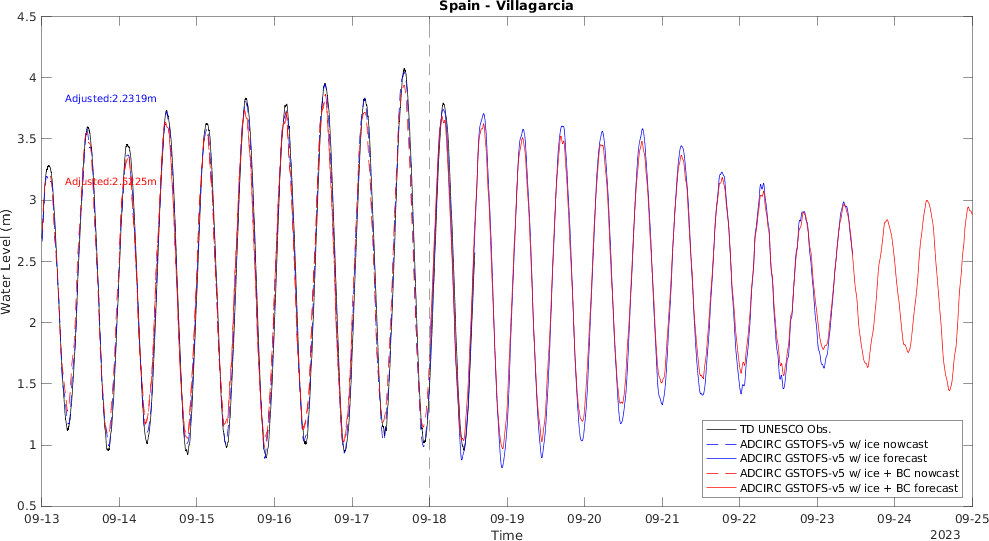 Spain - Villagarcia
4.5
4
3.5
3
2.5
2
1.5
1
0.5
Water Level (m)
Adjusted:2.2319m
Adjusted:2.5225m
TD UNESCO Obs.
ADCIRC GSTOFS-v5 w/ ice nowcast
ADCIRC GSTOFS-v5 w/ ice forecast
ADCIRC GSTOFS-v5 w/ ice + BC nowcast
ADCIRC GSTOFS-v5 w/ ice + BC forecast
09-13 09-14 09-15 09-16 09-17 09-18 09-19 09-20 09-21 09-22 09-23 09-24 09-25
Time
2023